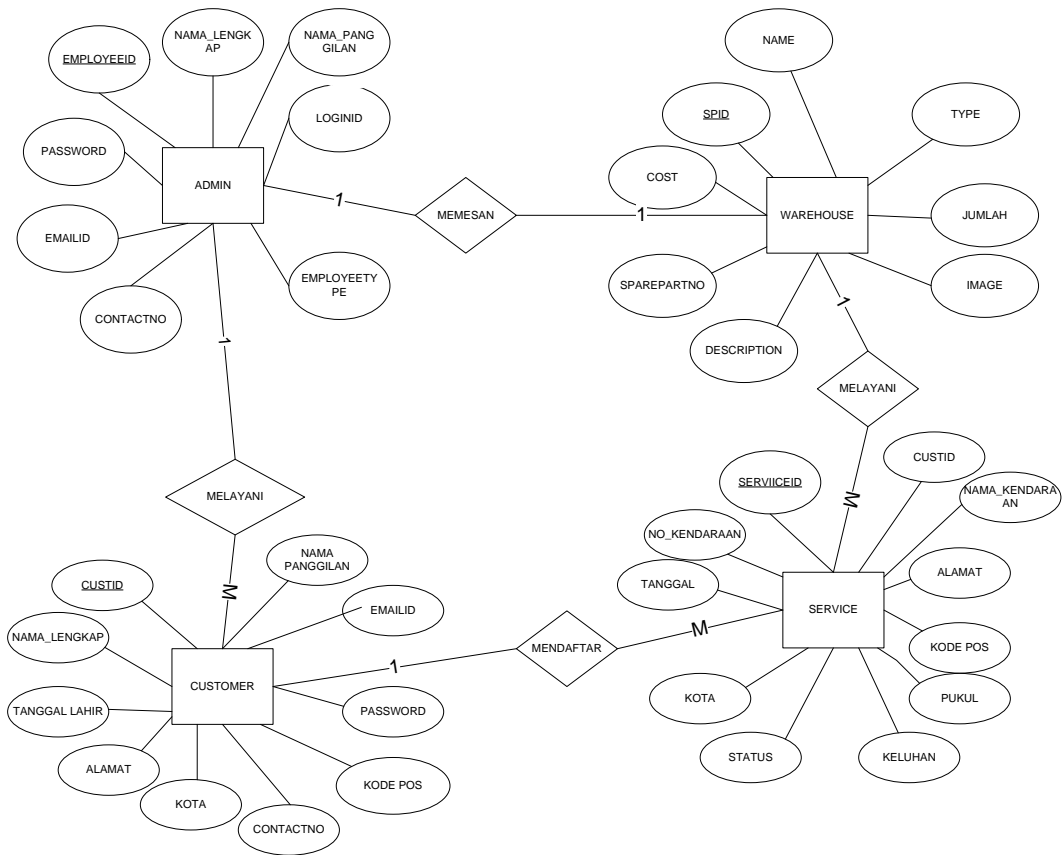 NAMA_LENGK
AP
NAMA_PANG
GILAN
EMPLOYEEID
LOGINID
PASSWORD
ADMIN
EMAILID
EMPLOYEETY
PE
CONTACTNO
1
MEMESAN
1
NAME
SPID
TYPE
COST
WAREHOUSE
JUMLAH
SPAREPARTNO
IMAGE
DESCRIPTION
1
MELAYANI
M
1
MELAYANI
M
CUSTID
SERVIICEID
NAMA_KENDARA
AN
NO_KENDARAAN
TANGGAL
ALAMAT
SERVICE
KODE POS
KOTA
PUKUL
STATUS
KELUHAN
NAMA
PANGGILAN
CUSTID
EMAILID
NAMA_LENGKAP
CUSTOMER
1
MENDAFTAR
M
TANGGAL LAHIR
PASSWORD
ALAMAT
KOTA
KODE POS
CONTACTNO